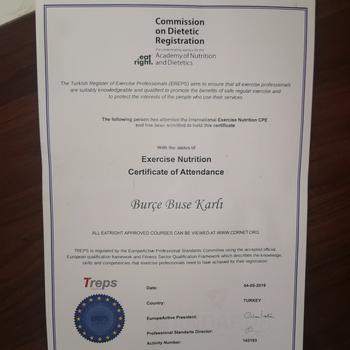 Commission
on Dietetic
Registration
the credentialing agency for the
eat
right.
Academy of Nutrition
and Dietetics
The Turkish Register of Exercise Professionals (EREPS) aims to ensure that all exercise professionals
are suitably knowledgeable and qualified to promote the benefits of safe regular exercise and
to protect the interests of the people who use their services.
The following person has attended the International Exercise Nutrition CPE
and has been admitted to hold this certificate
With the status of
Exercise Nutrition
Certificate of Attendance
Burçe Buse Karlı
ALL EATRIGHT APPROVED COURSES CAN BE VIEWED AT WWW.CDRNET.ORG
TREPS is regulated by the EuropeActive Professional Standards Committee using the accepted official
European qualification framework and Fitness Sector Qualification Framework which describes the knowledge,
skills and competencies that exercise professionals need to have achieved for their registration
Treps
Date:
04-05-2019
Country:
TURKEY
EuropeActive President:
Professional Standards Director:
Activity Number:
143193